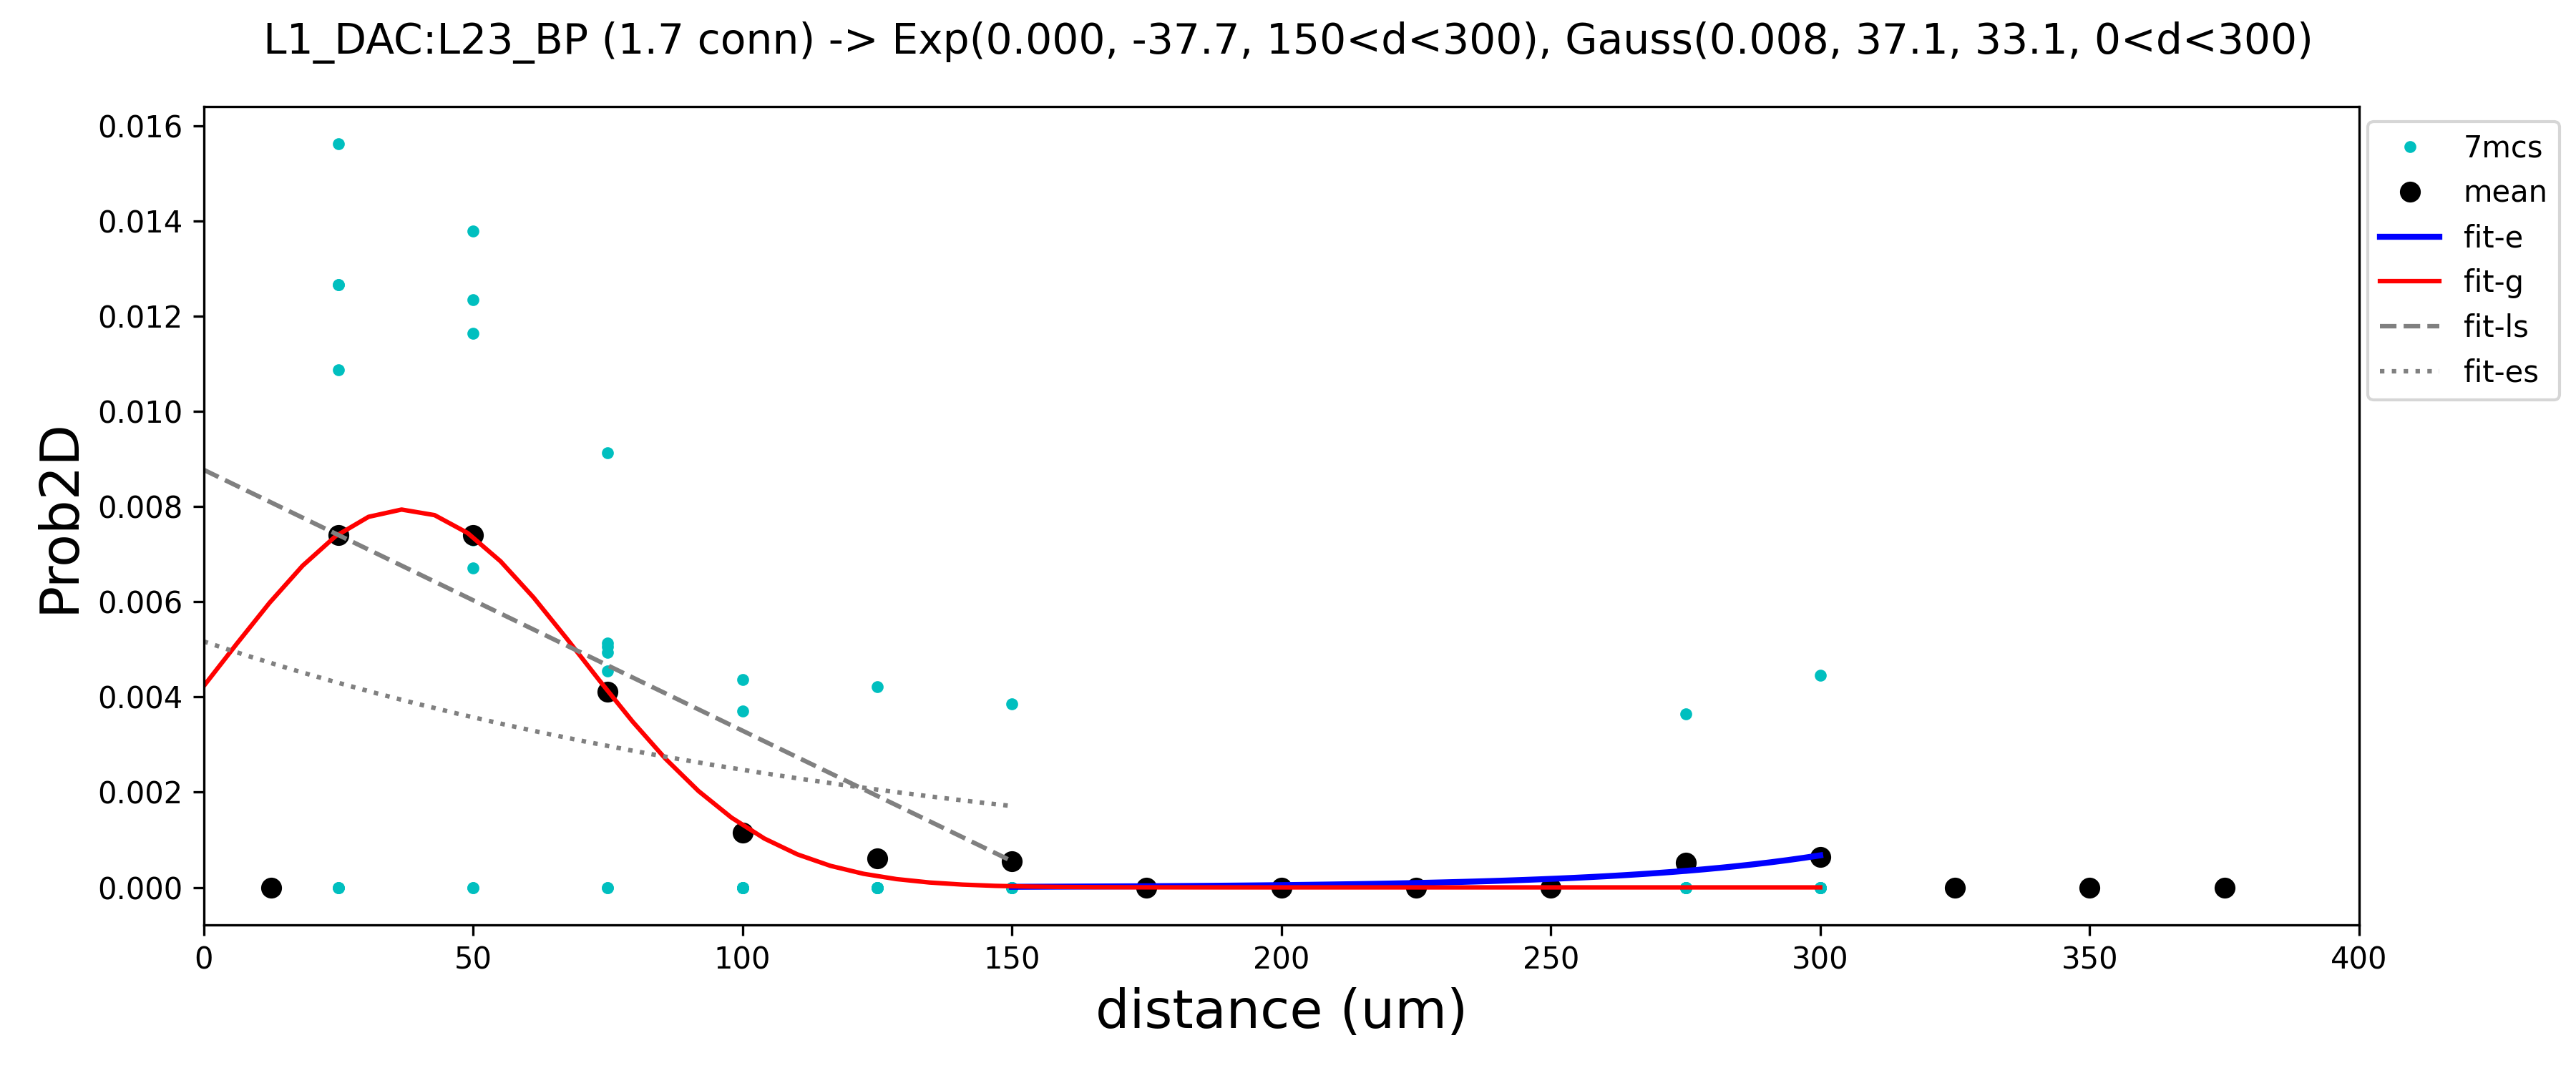 L1_DAC:L23_BP (1.7 conn) -> Exp(0.000, -37.7, 150<d<300), Gauss(0.008, 37.1, 33.1, 0<d<300)
0.016
0.014
0.012
0.010
0.008
0.006
0.004
0.002
0.000
Prob2D
0 50 100 150 200 250 300 350 400
distance (um)
7mcs
mean
fit-e
fit-g
fit-ls
fit-es